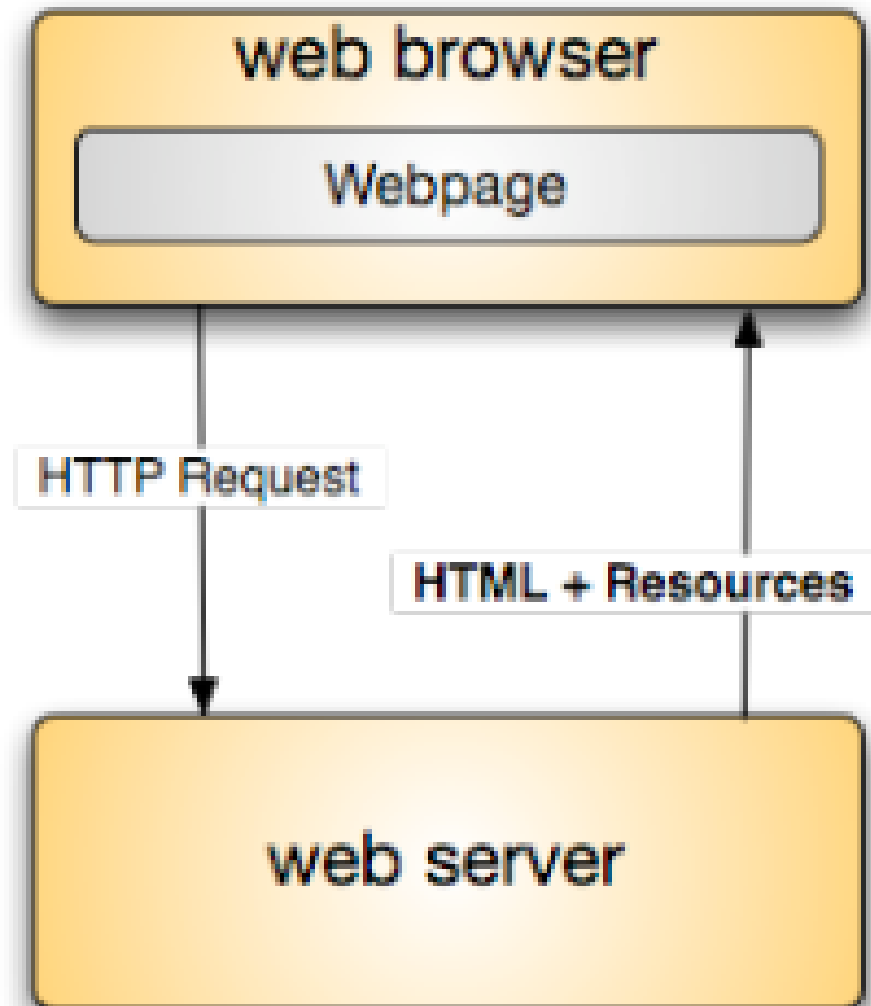 web browser
Webpage
HTTP Request
HTML + Resources
web server